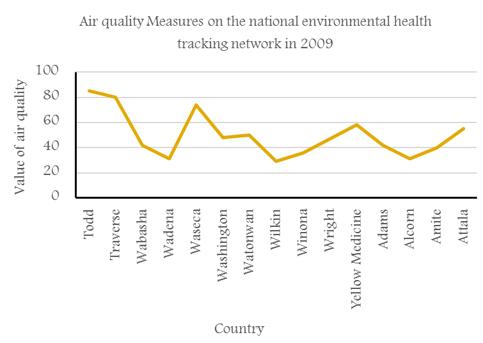 Air quality Measures on the national environmental health
tracking network in 2009
Value of air quality
100
80
60
40
20
0
Todd
Traverse
Wabasha
Wadena
Waseca
Washington
Watonwan
Wilkin
Winona
Wright
Yellow Medicine
Adams
Alcorn
Amite
Attala
Country